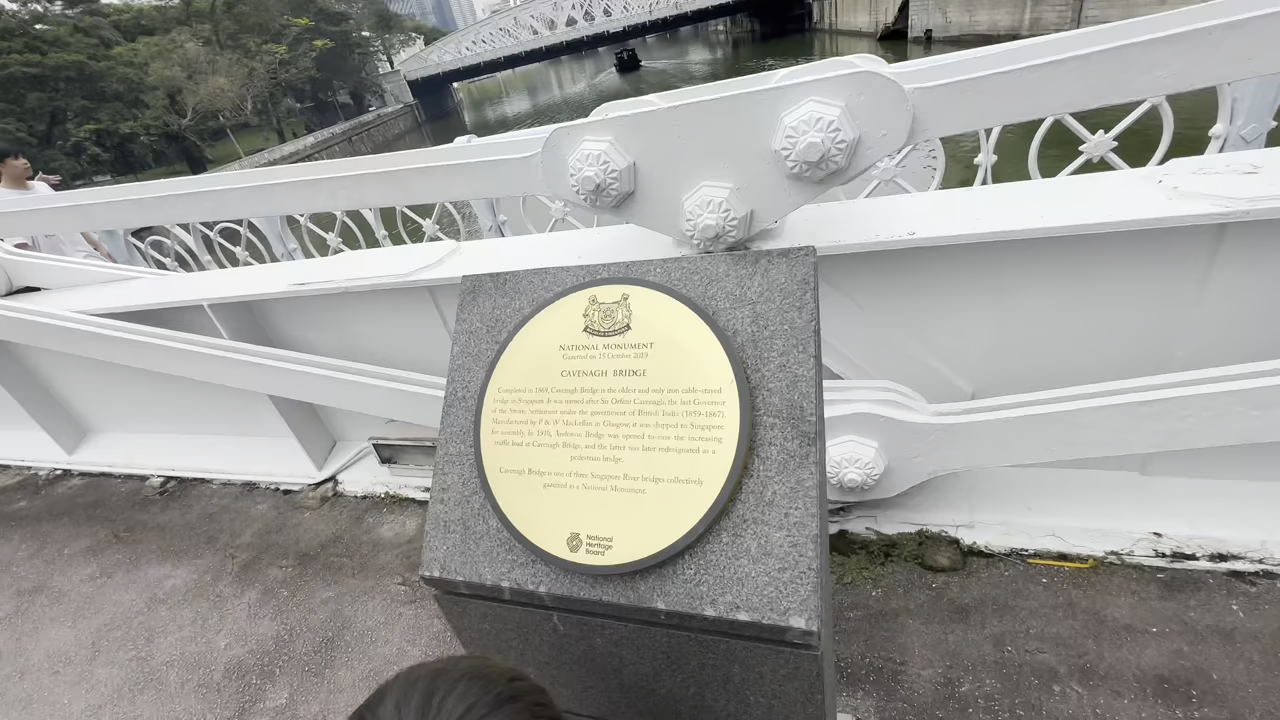 NATIONAL MONUMENT
Gazetted on 15 October 2019
CAVENAGH BRIDGE
Completed in 1869, Cavenagh Bridge is the oldest and only iron cable-stayed
bridge in Singapore. It was named after Sir Orfeur Cavenagh, the last Governor
of the Straits Settlement under the government of British India (1859-1867).
Manufactured by P & W Maclellan in Glasgow, it was shipped to Singapore
for assembly. In 1910, Anderson Bridge was opened to ease the increasing
traffic load at Cavenagh Bridge, and the latter was later redesignated as a
pedestrian bridge.
Cavenagh Bridge is one of three Singapore River bridges collectively
gazetted as a National Monument.
National
Heritage
Board